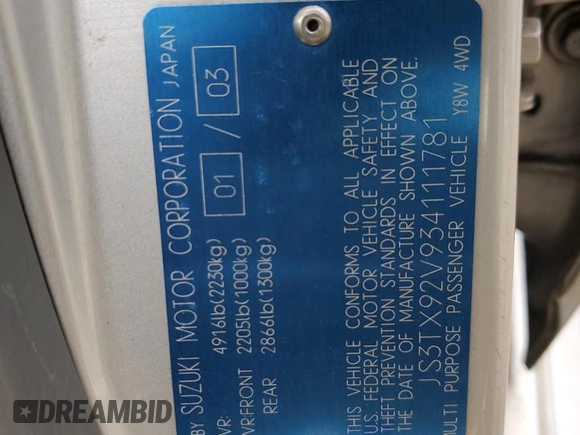 BY SUZUKI MOTOR CORPORATION JAPAN
01 / 03
VR: 4916lb(2230kg)
VR:FRONT 2205lb(1000kg)
REAR 2866lb(1300kg)
THIS VEHICLE CONFORMS TO ALL APPLICABLE
U.S. FEDERAL MOTOR VEHICLE SAFETY AND
THEFT PREVENTION STANDARDS IN EFFECT ON
THE DATE OF MANUFACTURE SHOWN ABOVE.
JS3TX92V934111781
MULTI PURPOSE PASSENGER VEHICLE Y8W 4WD
DREAMBID